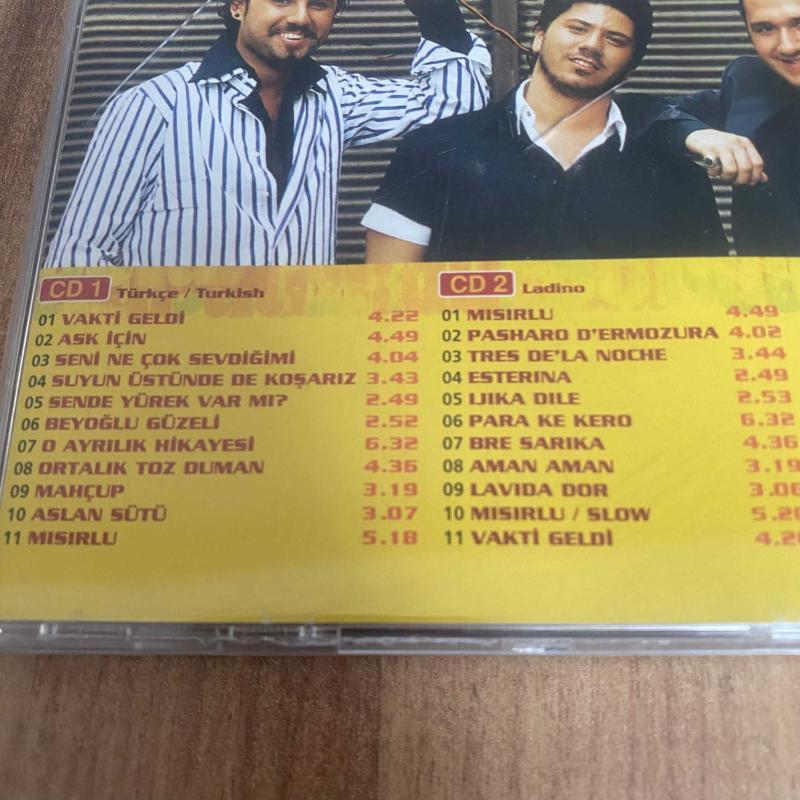 CD 1 Türkçe / Turkish
01 VAKTİ GELDİ 4.22
02 ASK İÇİN 4.49
03 SENİ NE ÇOK SEVDİĞİMİ 4.04
04 SUYUN ÜSTÜNDE DE KOŞARIZ 3.43
05 SENDE YÜREK VAR MI? 2.49
06 BEYOĞLU GÜZELİ 2.52
07 O AYRILIK HİKAYESİ 6.32
08 ORTALIK TOZ DUMAN 4.36
09 MAHÇUP 3.19
10 ASLAN SÜTÜ 3.07
11 MISIRLU 5.18
CD 2 Ladino
01 MISIRLU 4.49
02 PASHARO D'ERMOZURA 4.02
03 TRES DE'LA NOCHE 3.44
04 ESTERINA 2.49
05 IJIKA DILE 2.53
06 PARA KE KERO 6.32
07 BRE SARIKA 4.36
08 AMAN AMAN 3.19
09 LAVIDA DOR 3.06
10 MISIRLU / SLOW
11 VAKTİ GELDİ